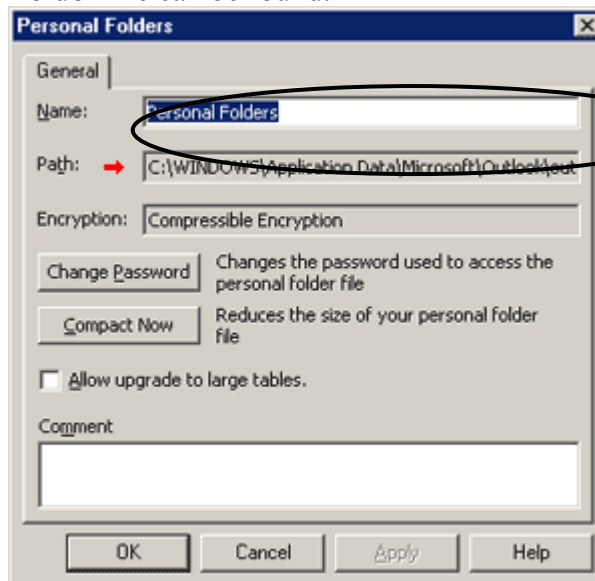 Personal Folders
General
Name: Personal Folders
Path: C:\WINDOWS\Application Data\Microsoft\Outlook\out
Encryption: Compressible Encryption
Change Password Changes the password used to access the
personal folder file
Compact Now Reduces the size of your personal folder
file
Allow upgrade to large tables.
Comment
OK Cancel Apply Help